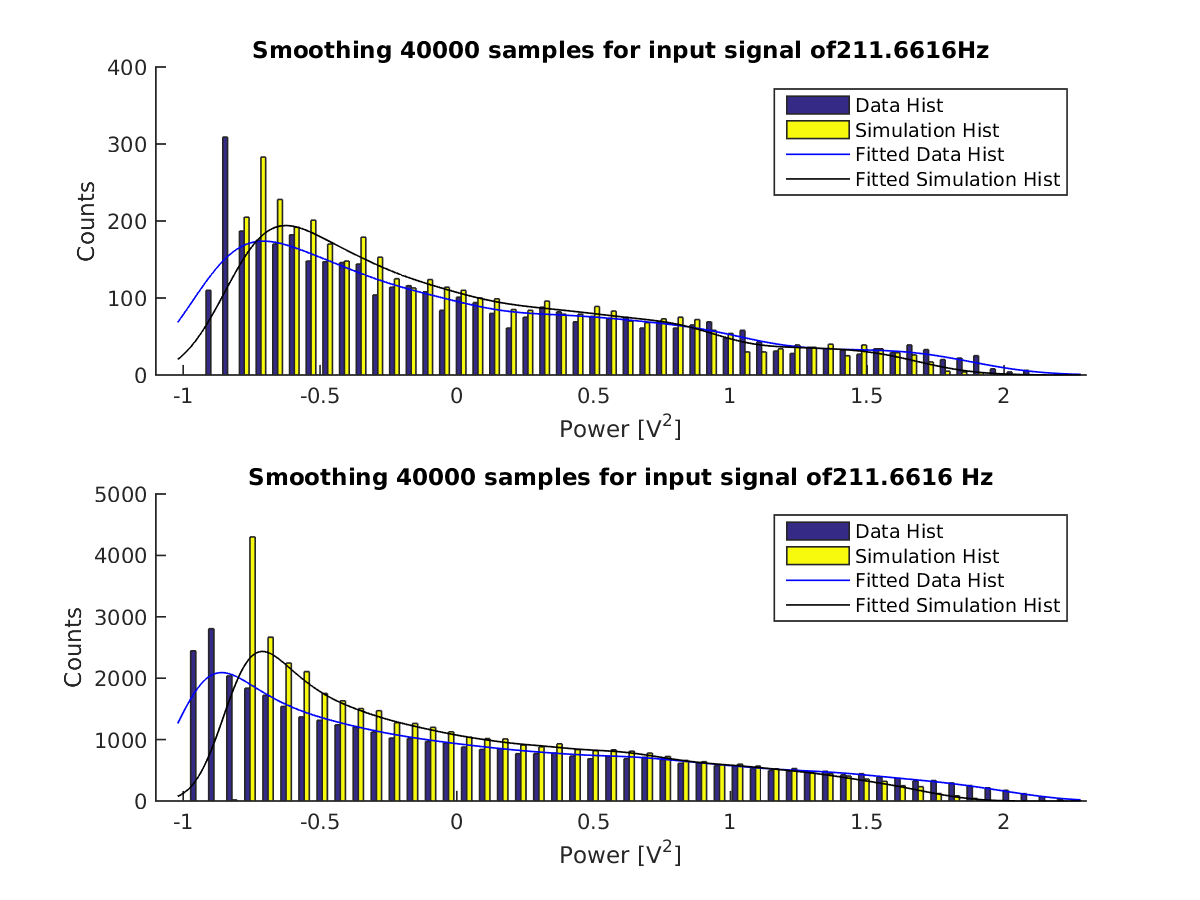 Smoothing 40000 samples for input signal of211.6616Hz
400
300
200
100
0
Counts
Data Hist
Simulation Hist
Fitted Data Hist
Fitted Simulation Hist
-1 -0.5 0 0.5 1 1.5 2
Power [V²]
Smoothing 40000 samples for input signal of211.6616 Hz
5000
4000
3000
2000
1000
0
Counts
Data Hist
Simulation Hist
Fitted Data Hist
Fitted Simulation Hist
-1 -0.5 0 0.5 1 1.5 2
Power [V²]